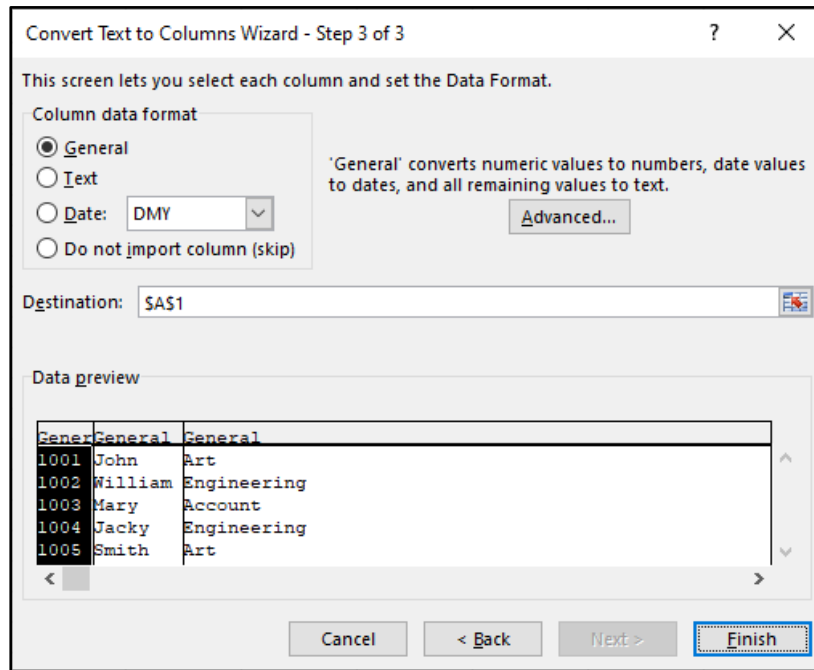 Convert Text to Columns Wizard - Step 3 of 3
?
This screen lets you select each column and set the Data Format.
Column data format
General
Text
Date: DMY
Do not import column (skip)
'General' converts numeric values to numbers, date values
to dates, and all remaining values to text.
Advanced...
Destination: $A$1
Data preview
GenerGeneral General
1001 John Art
1002 William Engineering
1003 Mary Account
1004 Jacky Engineering
1005 Smith Art
Cancel < Back Next > Finish